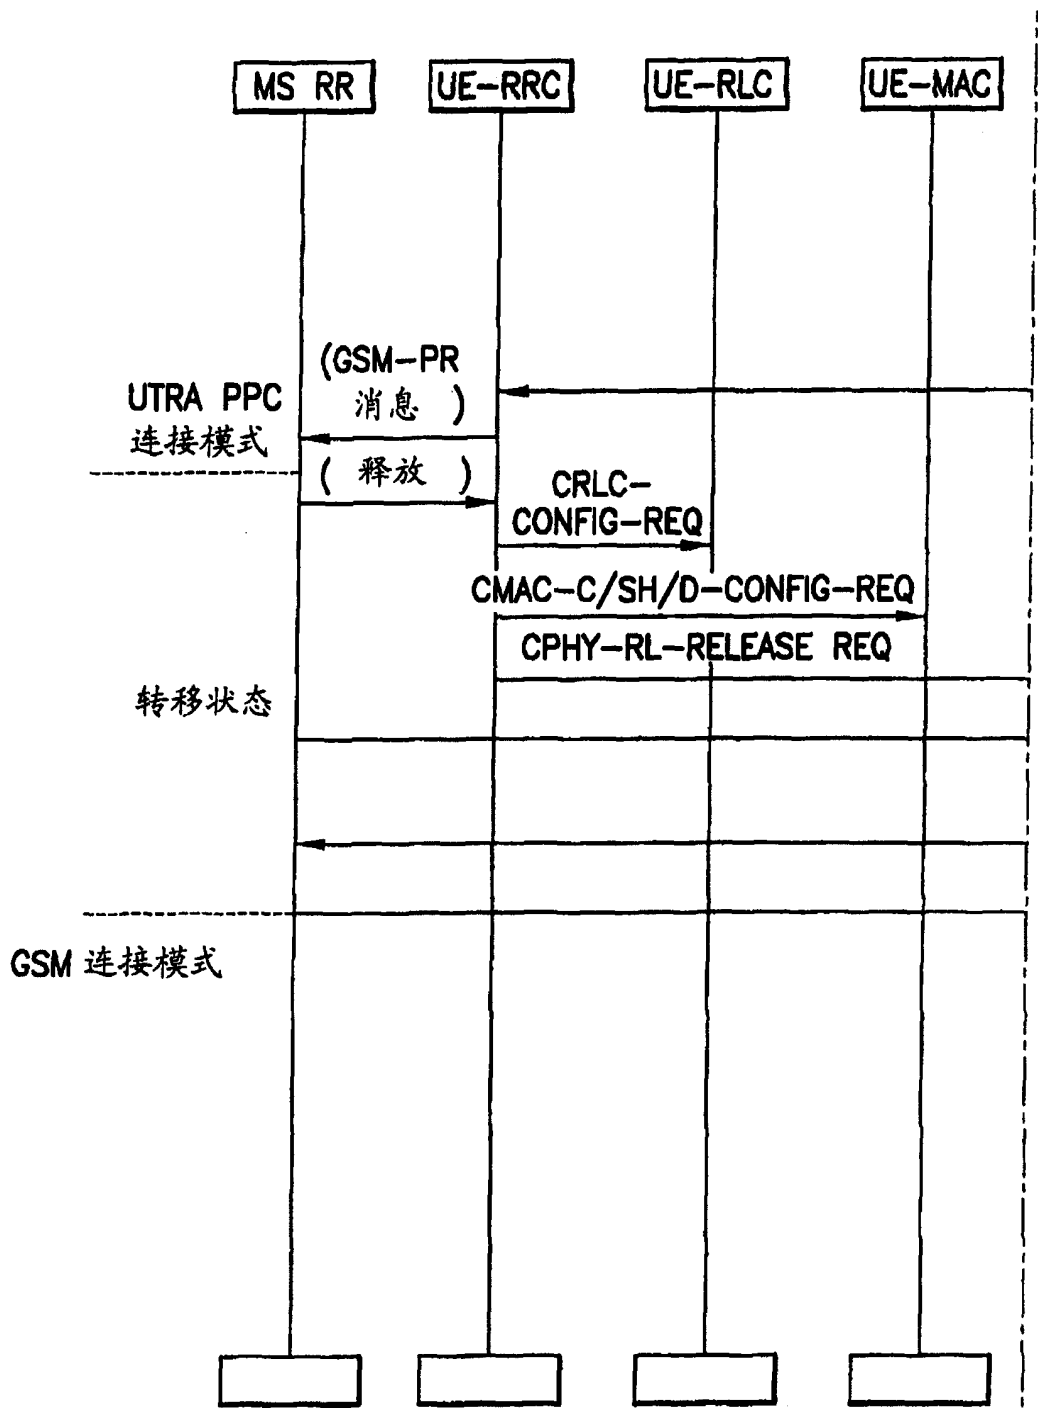 MS RR
UE-RRC
UE-RLC
UE-MAC
(GSM-PR
消息 )
UTRA PPC
连接模式
( 释放 )
CRLC-
CONFIG-REQ
CMAC-C/SH/D-CONFIG-REQ
CPHY-RL-RELEASE REQ
转移状态
GSM 连接模式